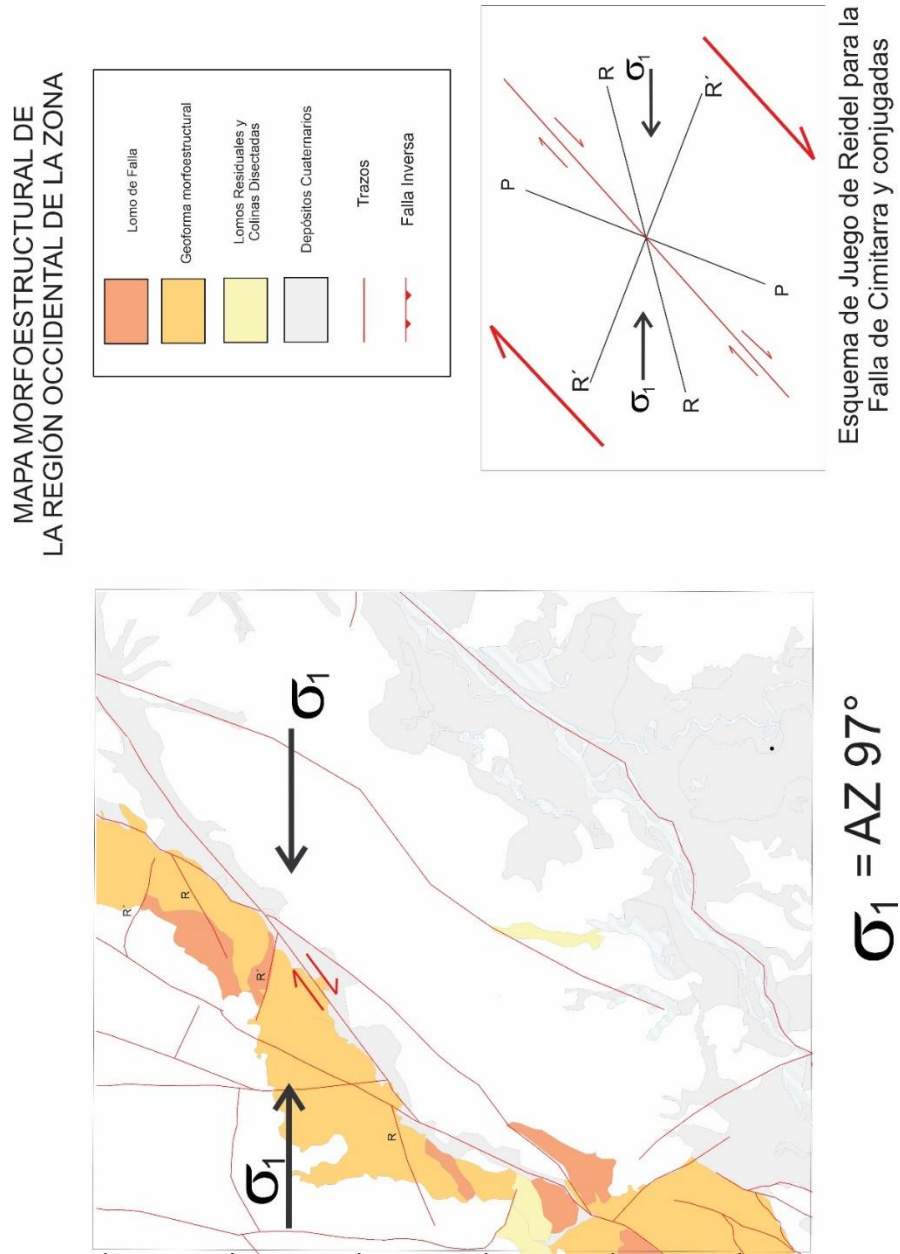 MAPA MORFOESTRUCTURAL DE
LA REGIÓN OCCIDENTAL DE LA ZONA
Lomo de Falla
Geoforma morfoestructural
Lomos Residuales y
Colinas Disectadas
Depósitos Cuaternarios
Trazos
Falla Inversa
R
σ1
R´
P
P
R´
σ1
R
Esquema de Juego de Reidel para la
Falla de Cimitarra y conjugadas
R´
R
R´
σ1
σ1
R
σ1 = AZ 97°